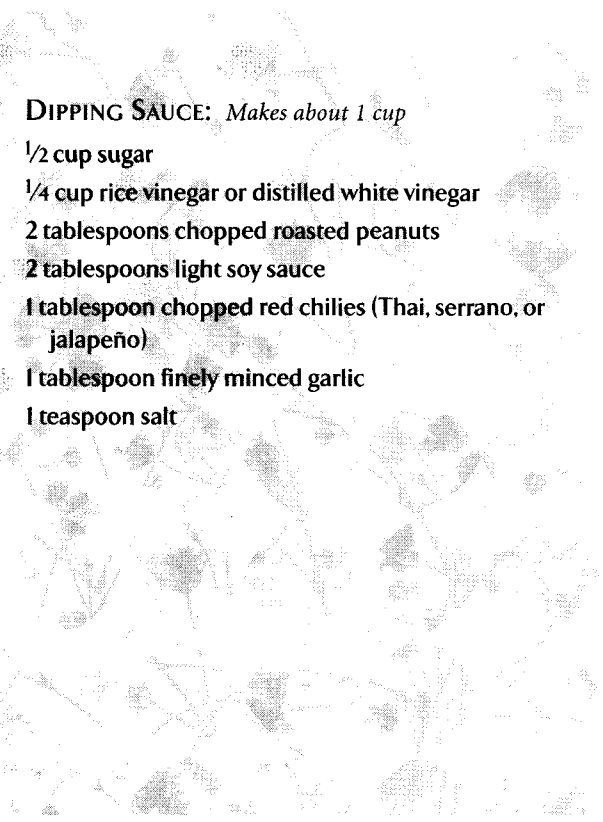 DIPPING SAUCE: Makes about 1 cup
1/2 cup sugar
1/4 cup rice vinegar or distilled white vinegar
2 tablespoons chopped roasted peanuts
2 tablespoons light soy sauce
1 tablespoon chopped red chilies (Thai, serrano, or
jalapeño)
1 tablespoon finely minced garlic
1 teaspoon salt